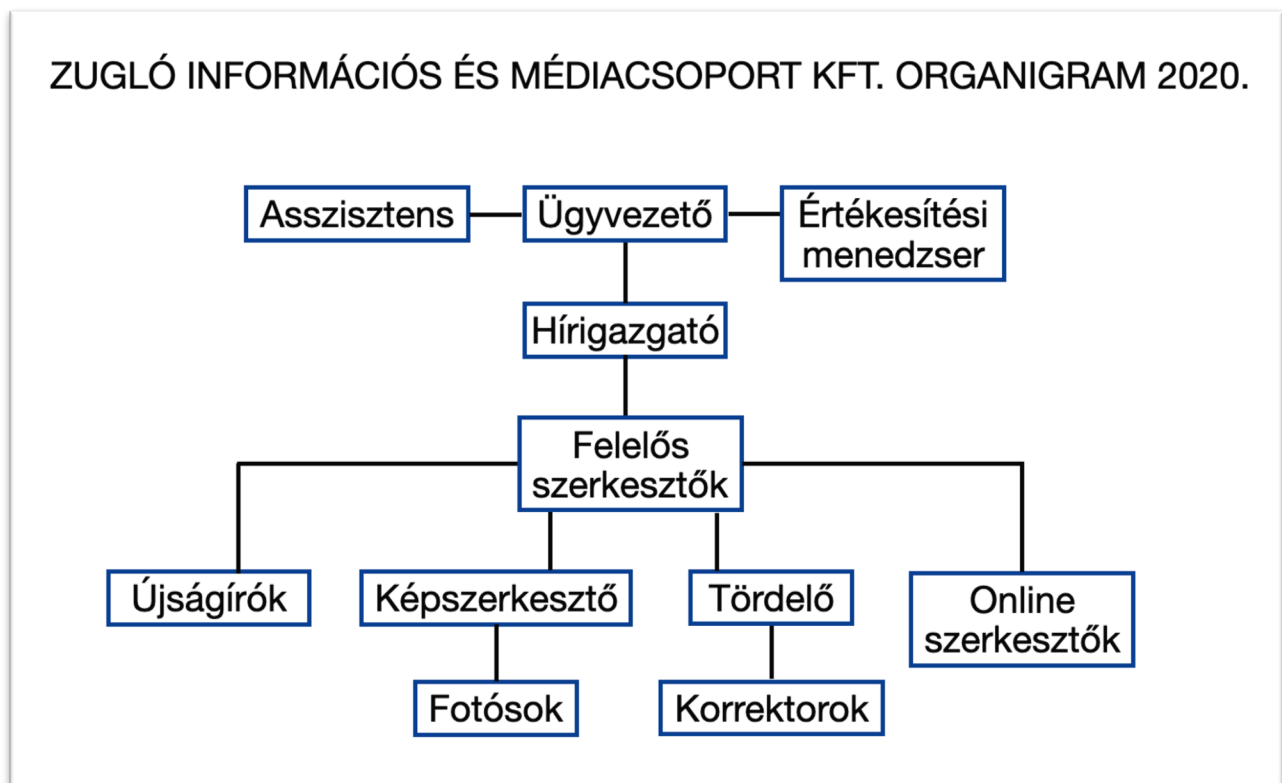 ZUGLÓ INFORMÁCIÓS ÉS MÉDIACSOPORT KFT. ORGANIGRAM 2020.
Asszisztens
Ügyvezető
Értékesítési
menedzser
Hírigazgató
Felelős
szerkesztők
Újságírók
Képszerkesztő
Tördelő
Online
szerkesztők
Fotósok
Korrektorok